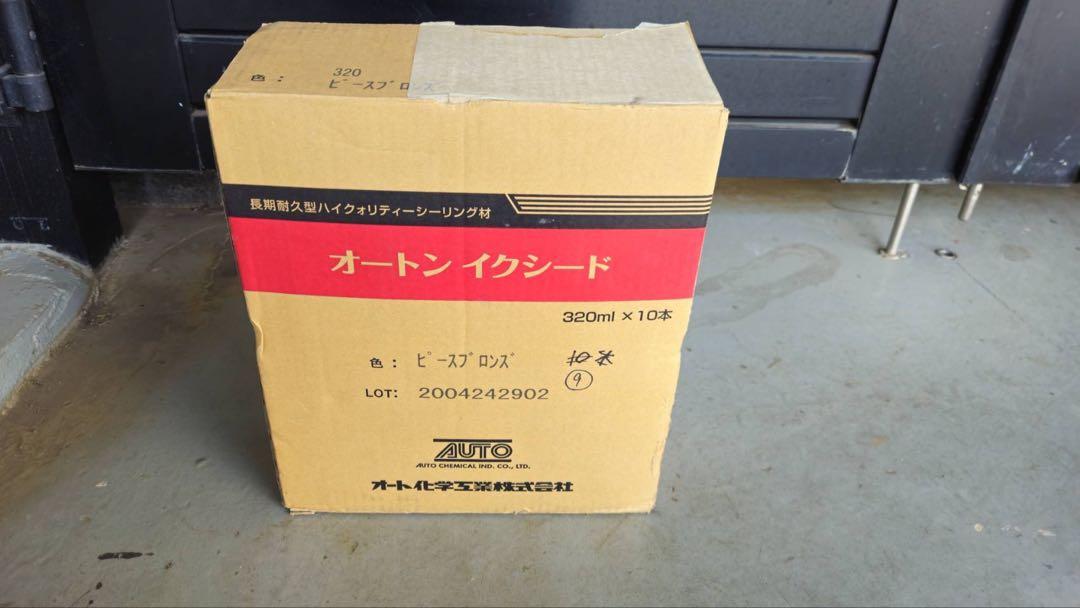 320
色： ピースブロンズ
長期耐久型ハイクォリティーシーリング材
オートン イクシード
320ml ×10本
色： ピースブロンズ
⑨
LOT: 2004242902
AUTO
AUTO CHEMICAL IND. CO., LTD.
オート化学工業株式会社